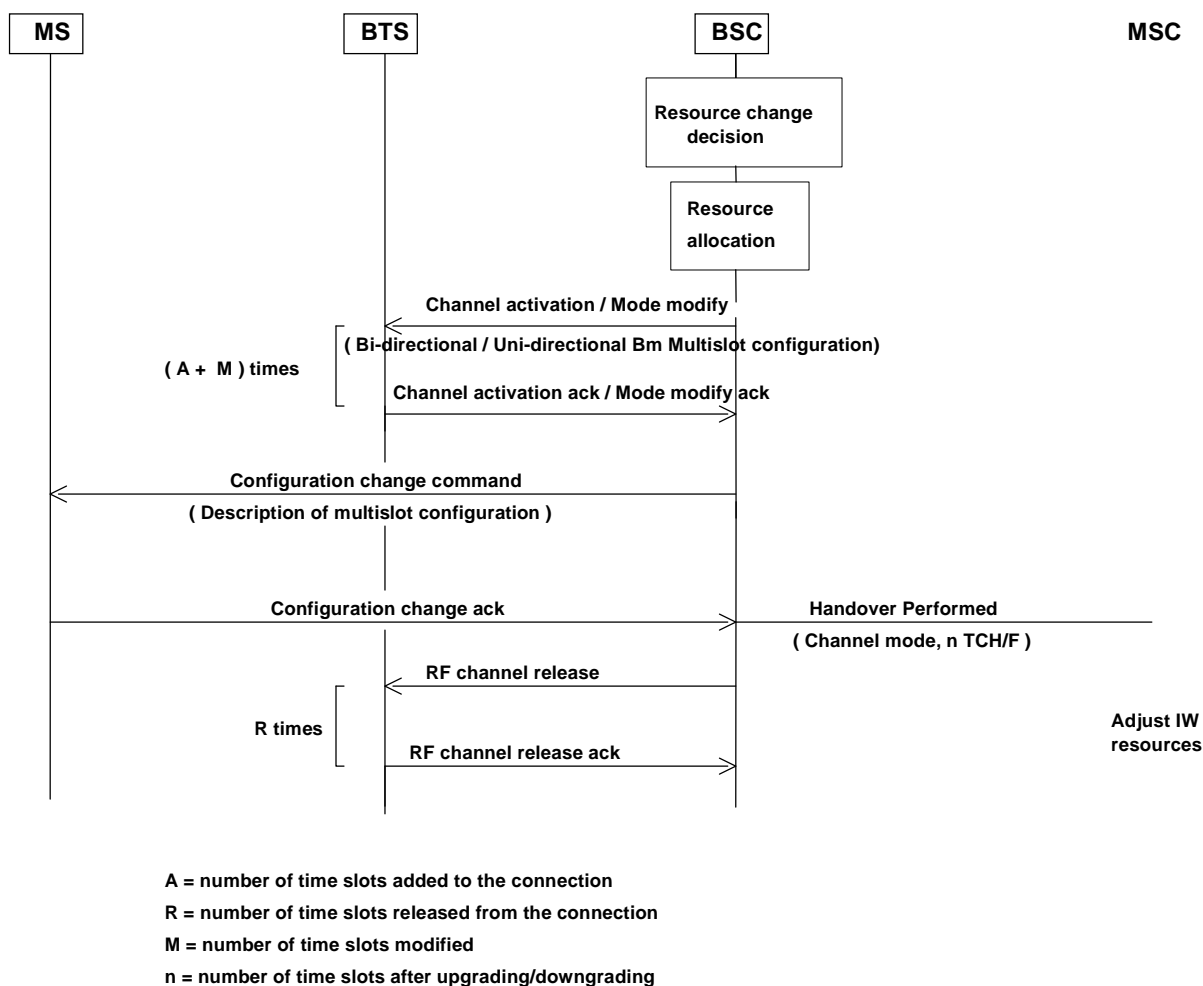 MS
BTS
BSC
MSC
Resource change
decision
Resource
allocation
Channel activation / Mode modify
( Bi-directional / Uni-directional Bm Multislot configuration)
( A + M ) times
Channel activation ack / Mode modify ack
Configuration change command
( Description of multislot configuration )
Configuration change ack
Handover Performed
( Channel mode, n TCH/F )
RF channel release
R times
Adjust IW
resources
RF channel release ack
A = number of time slots added to the connection
R = number of time slots released from the connection
M = number of time slots modified
n = number of time slots after upgrading/downgrading